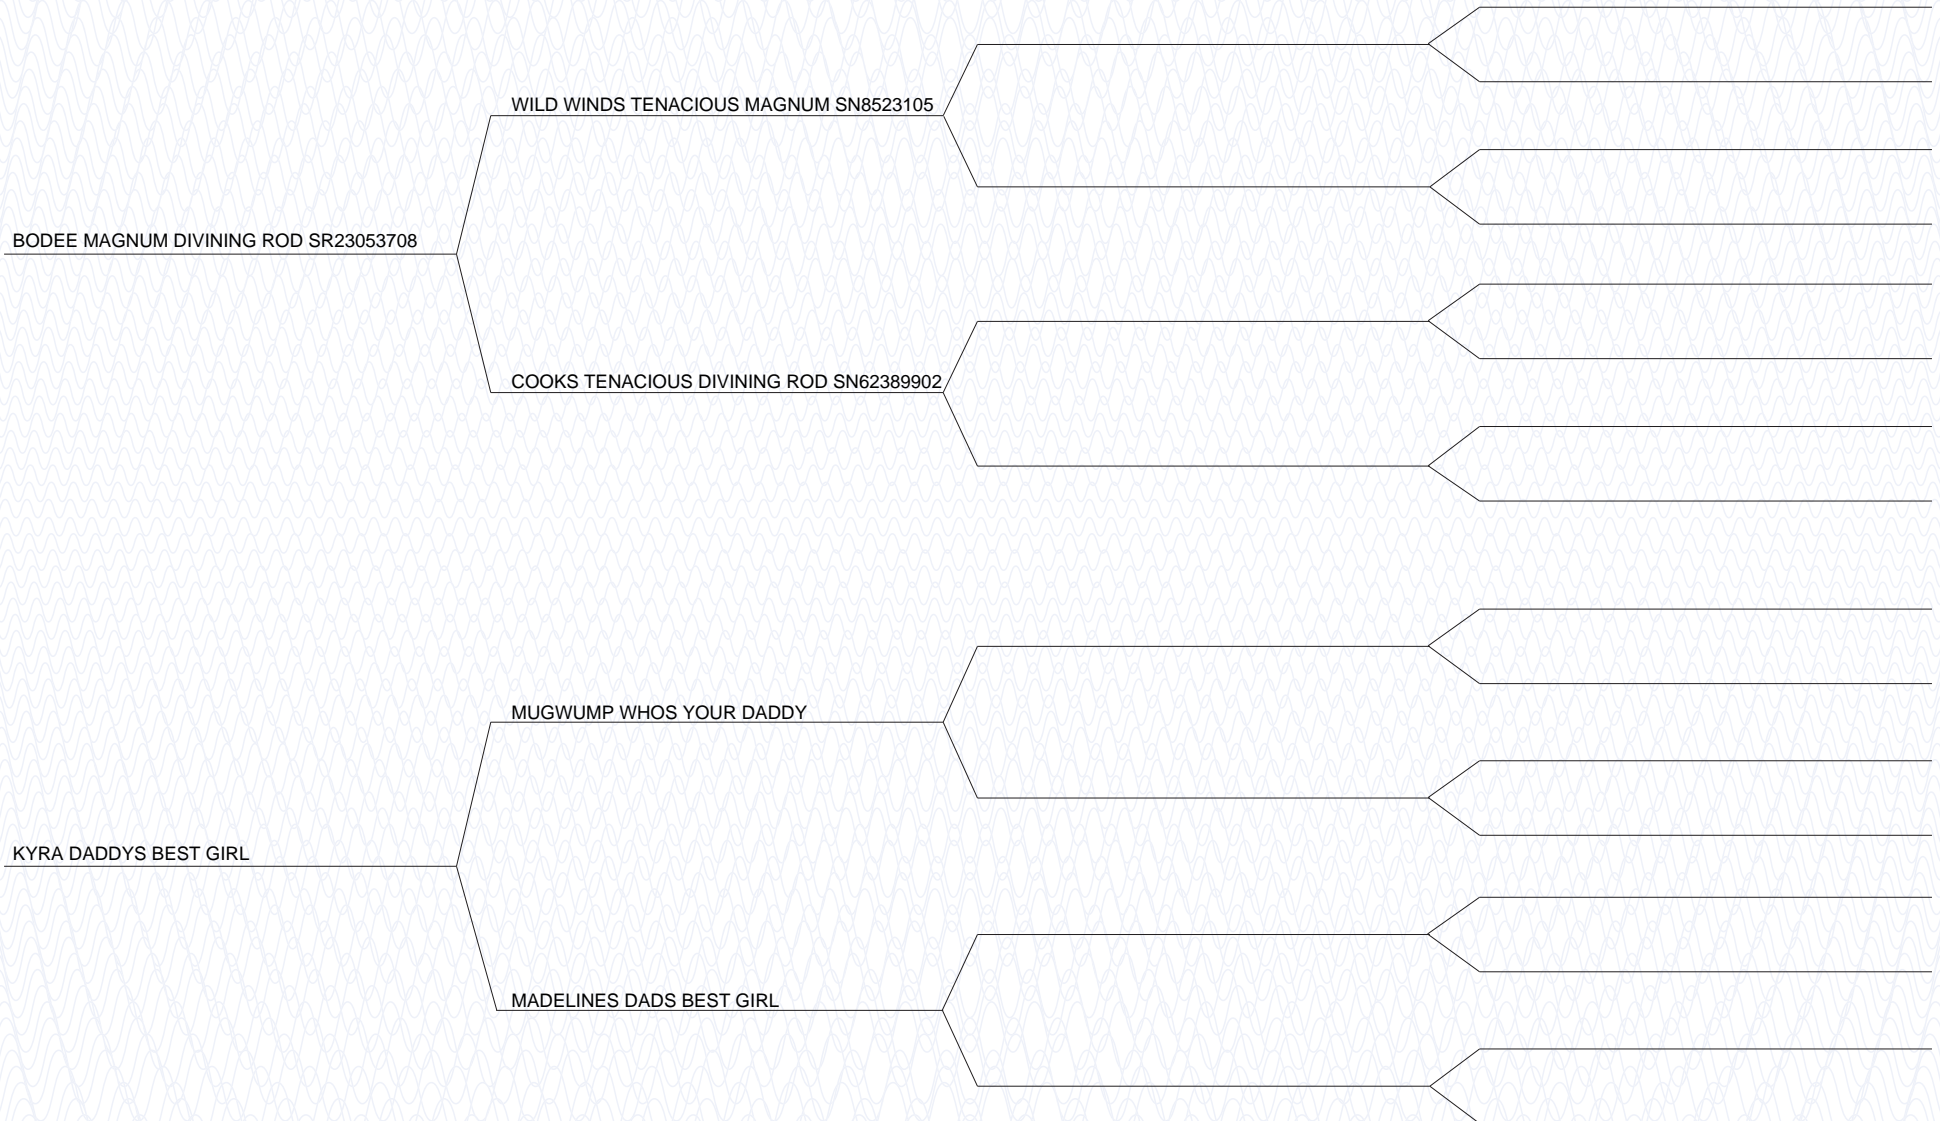 WILD WINDS TENACIOUS MAGNUM SN8523105
BODEE MAGNUM DIVINING ROD SR23053708
COOKS TENACIOUS DIVINING ROD SN62389902
MUGWUMP WHOS YOUR DADDY
KYRA DADDYS BEST GIRL
MADELINES DADS BEST GIRL